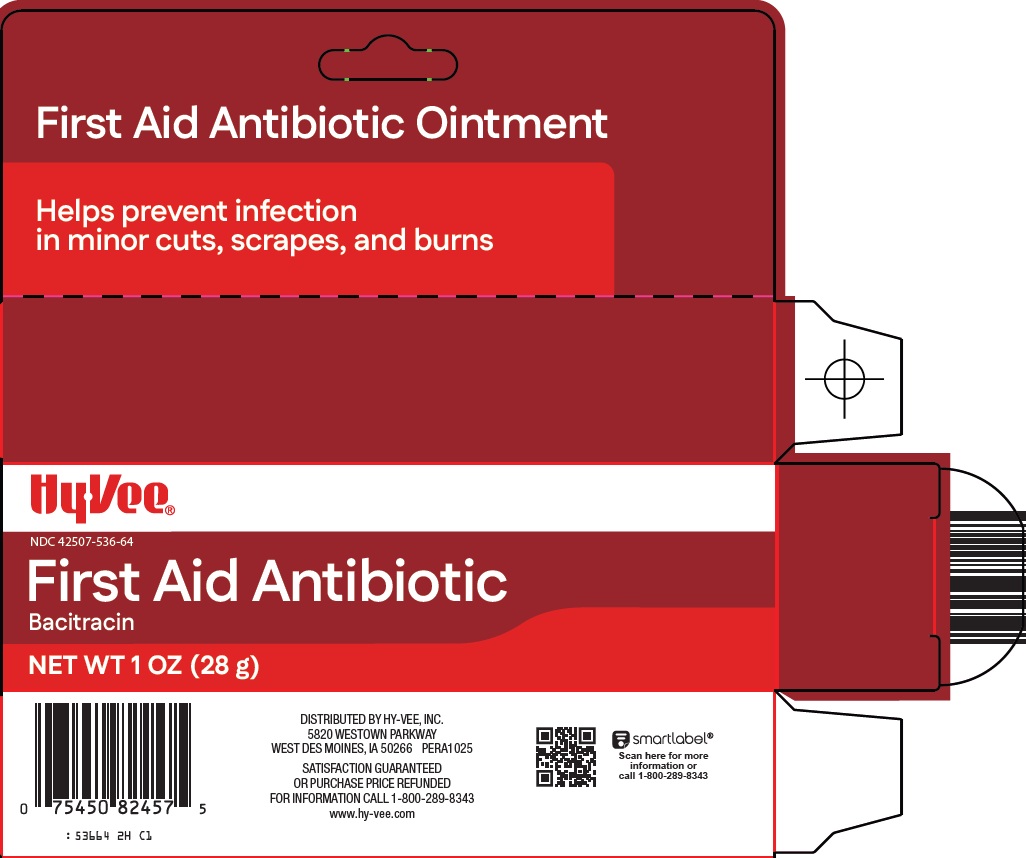 First Aid Antibiotic Ointment
Helps prevent infection
in minor cuts, scrapes, and burns
Hy-Vee®
NDC 42507-536-64
First Aid Antibiotic
Bacitracin
NET WT 1 OZ (28 g)
0 75450 82457 5
: 53664 2H C1
DISTRIBUTED BY HY-VEE, INC.
5820 WESTOWN PARKWAY
WEST DES MOINES, IA 50266 PERA1025
SATISFACTION GUARANTEED
OR PURCHASE PRICE REFUNDED
FOR INFORMATION CALL 1-800-289-8343
www.hy-vee.com
smartlabel®
Scan here for more
information or
call 1-800-289-8343